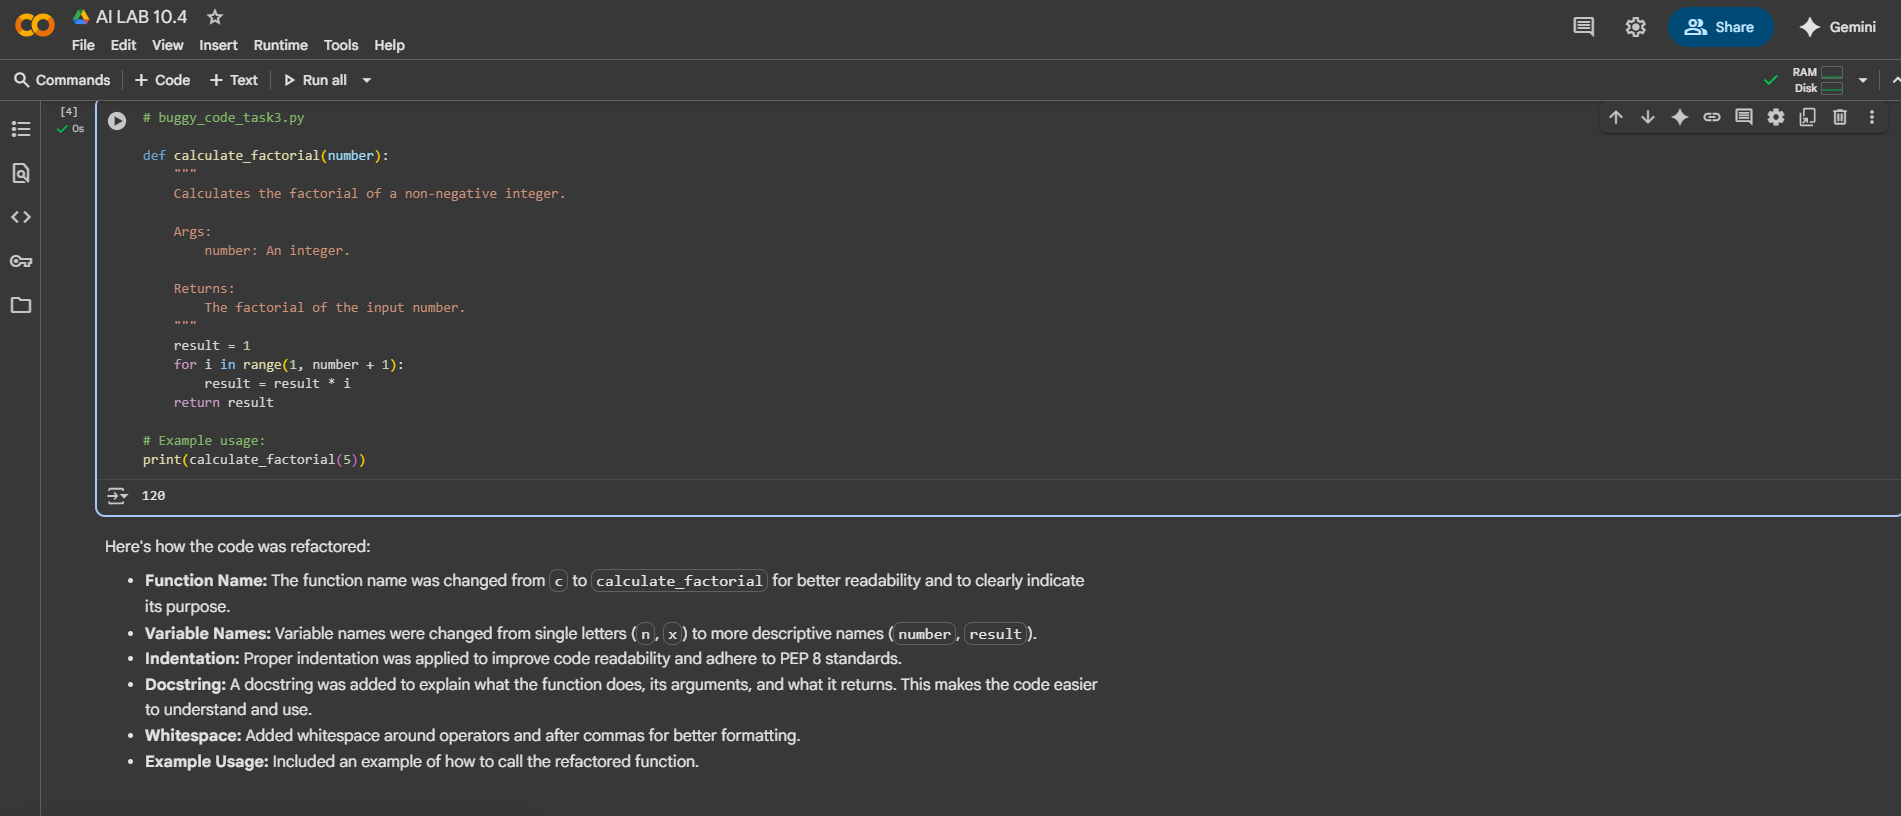 AI LAB 10.4
File Edit View Insert Runtime Tools Help
Share
Gemini
Commands + Code + Text Run all
RAM
Disk
[4]
0s
# buggy_code_task3.py
def calculate_factorial(number):
"""
Calculates the factorial of a non-negative integer.
Args:
number: An integer.
Returns:
The factorial of the input number.
"""
result = 1
for i in range(1, number + 1):
result = result * i
return result
# Example usage:
print(calculate_factorial(5))
120
Here's how the code was refactored:
• Function Name: The function name was changed from c to calculate_factorial for better readability and to clearly indicate
its purpose.
• Variable Names: Variable names were changed from single letters (n, x) to more descriptive names (number, result).
• Indentation: Proper indentation was applied to improve code readability and adhere to PEP 8 standards.
• Docstring: A docstring was added to explain what the function does, its arguments, and what it returns. This makes the code easier
to understand and use.
• Whitespace: Added whitespace around operators and after commas for better formatting.
• Example Usage: Included an example of how to call the refactored function.